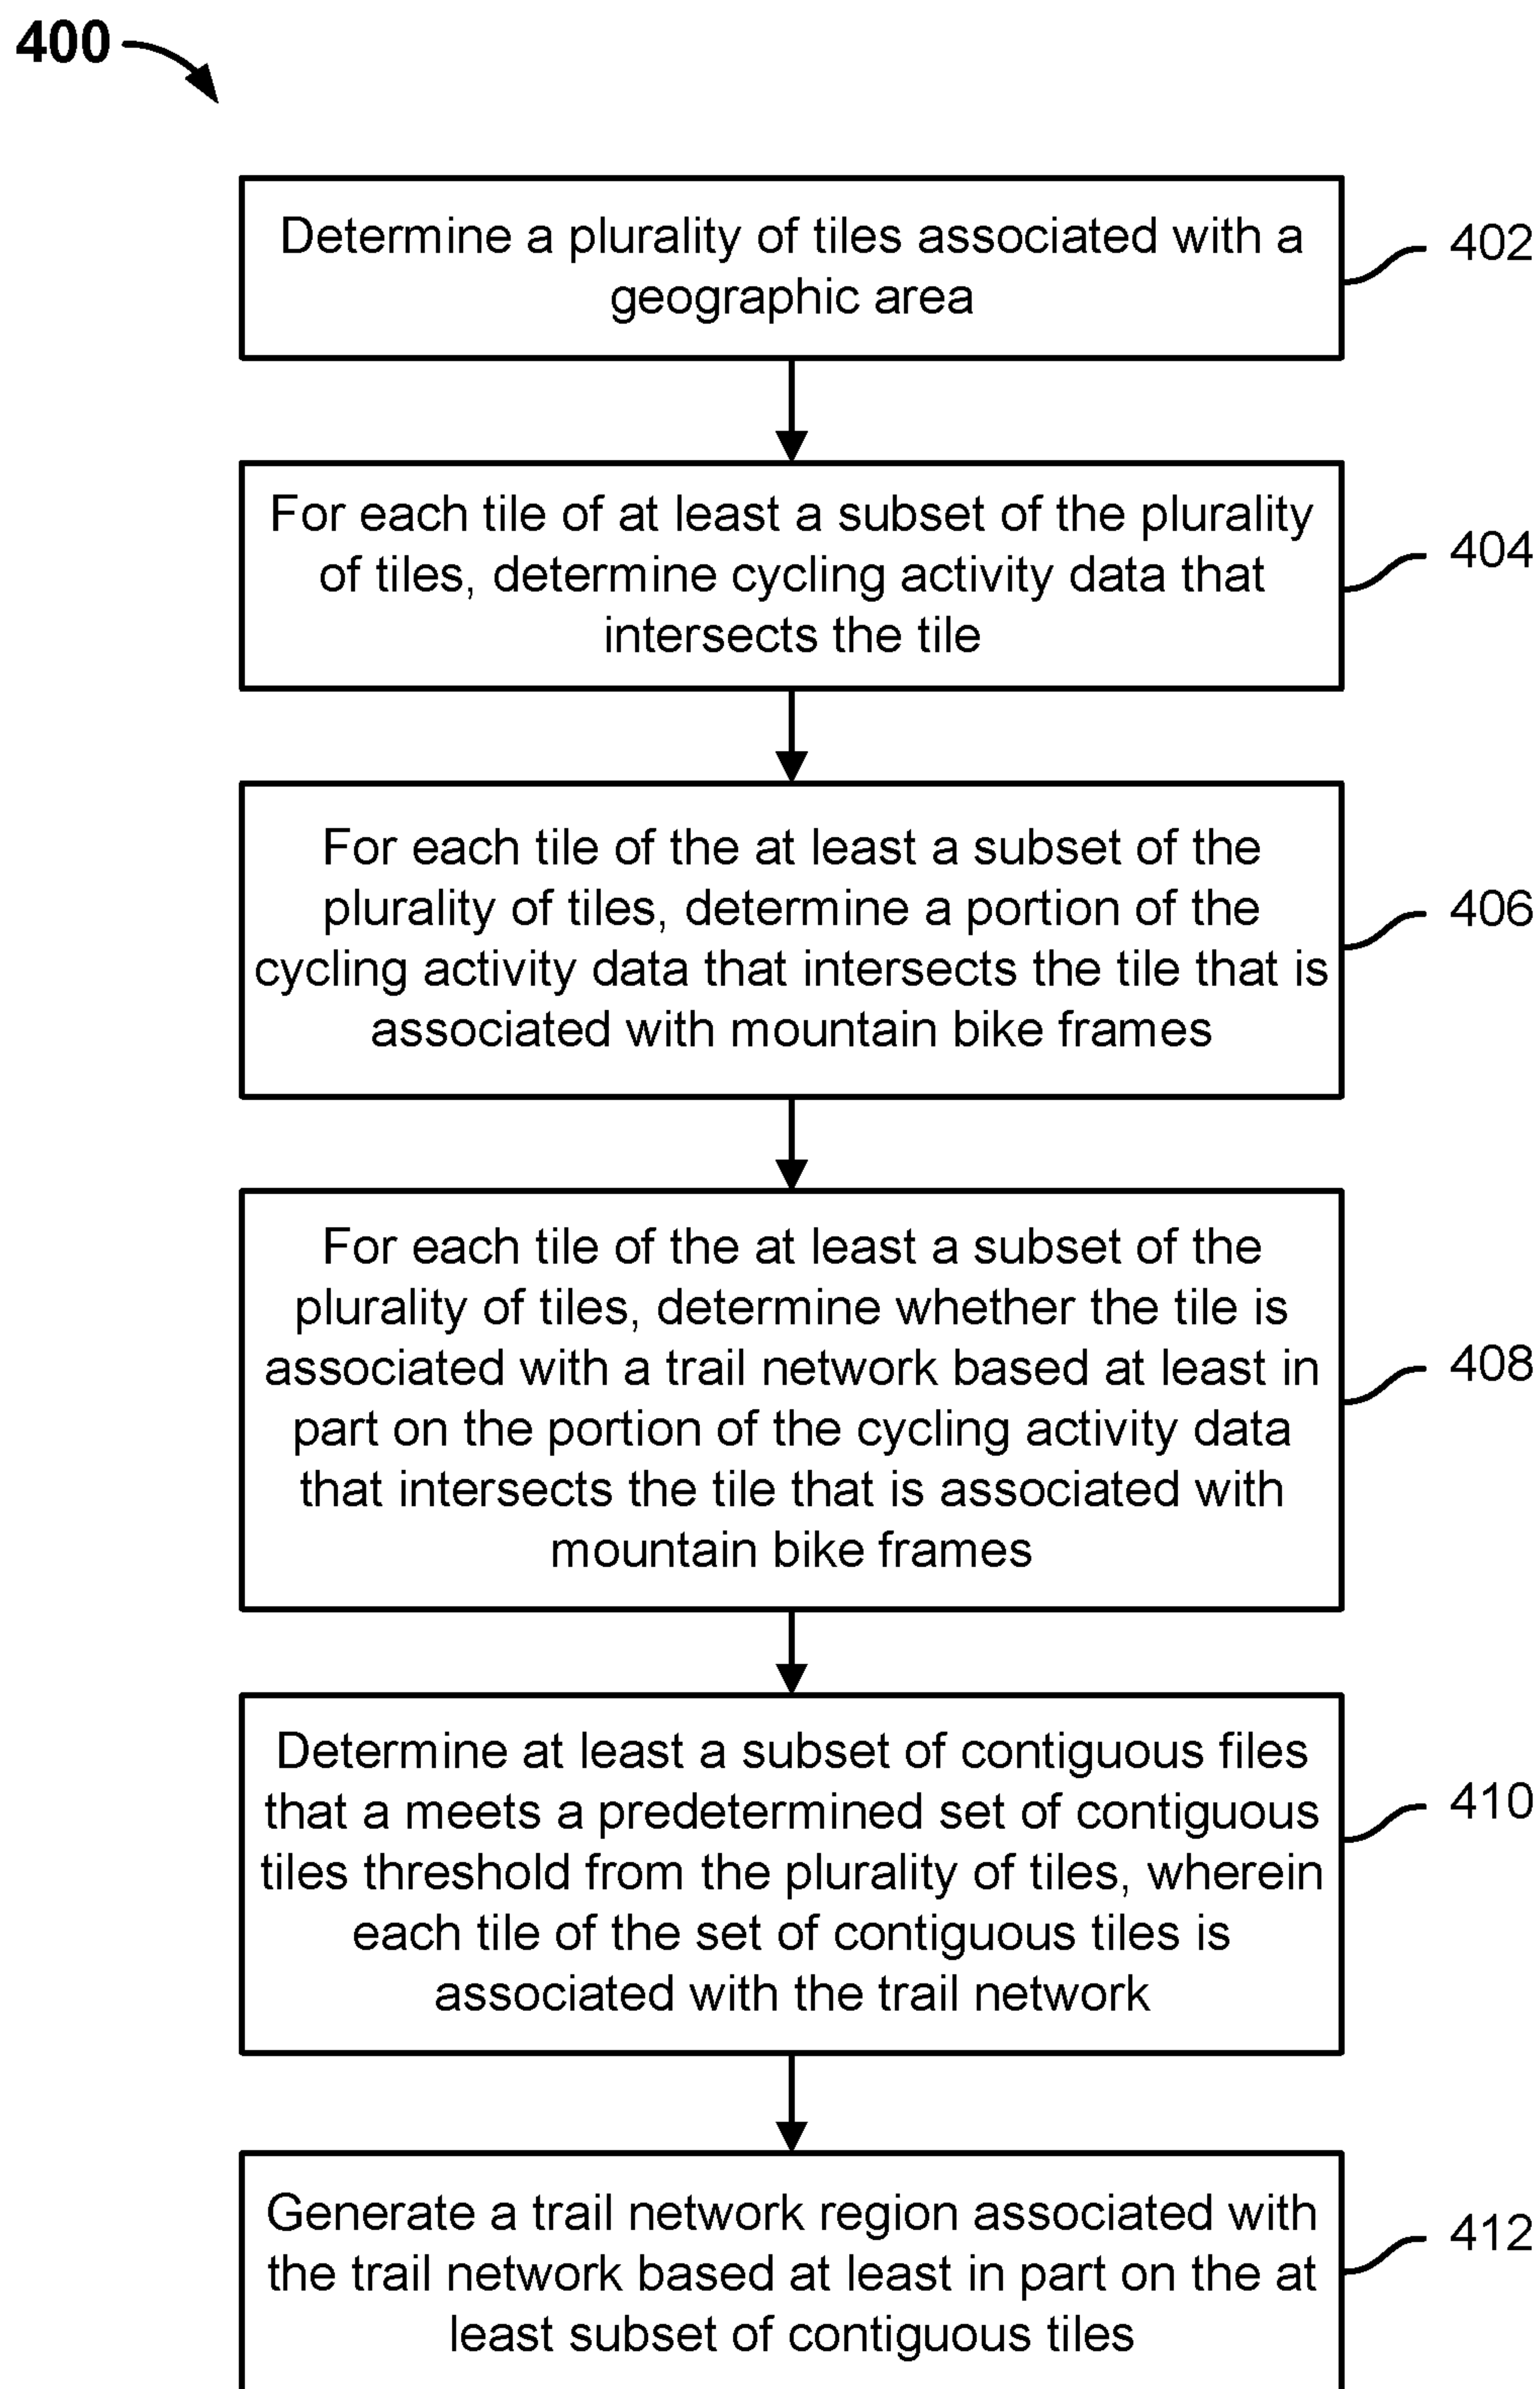 400
Determine a plurality of tiles associated with a
geographic area
402
For each tile of at least a subset of the plurality
of tiles, determine cycling activity data that
intersects the tile
404
For each tile of the at least a subset of the
plurality of tiles, determine a portion of the
cycling activity data that intersects the tile that is
associated with mountain bike frames
406
For each tile of the at least a subset of the
plurality of tiles, determine whether the tile is
associated with a trail network based at least in
part on the portion of the cycling activity data
that intersects the tile that is associated with
mountain bike frames
408
Determine at least a subset of contiguous files
that a meets a predetermined set of contiguous
tiles threshold from the plurality of tiles, wherein
each tile of the set of contiguous tiles is
associated with the trail network
410
Generate a trail network region associated with
the trail network based at least in part on the at
least subset of contiguous tiles
412